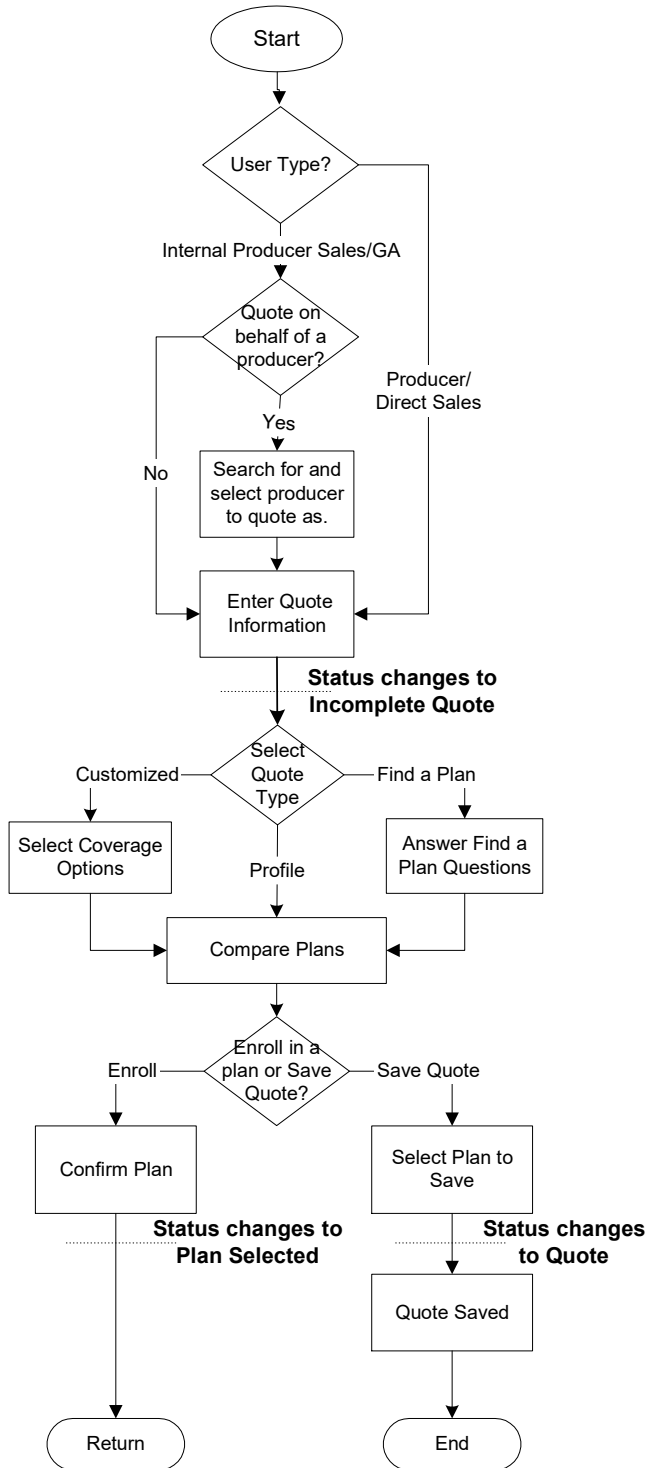 Start
User Type?
Internal Producer Sales/GA
Quote on
behalf of a
producer?
Producer/
Direct Sales
Yes
No
Search for and
select producer
to quote as.
Enter Quote
Information
Status changes to
Incomplete Quote
Select
Quote
Type
Customized
Find a Plan
Select Coverage
Options
Answer Find a
Plan Questions
Profile
Compare Plans
Enroll in a
plan or Save
Quote?
Enroll
Save Quote
Confirm Plan
Select Plan to
Save
Status changes to
Plan Selected
Status changes
to Quote
Quote Saved
Return
End